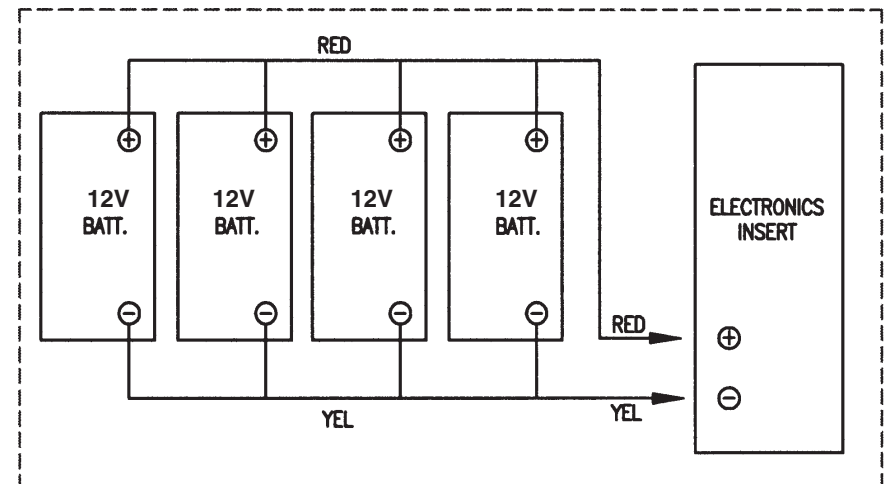 RED
12V
BATT.
12V
BATT.
12V
BATT.
12V
BATT.
ELECTRONICS
INSERT
RED
+
-
YEL
YEL